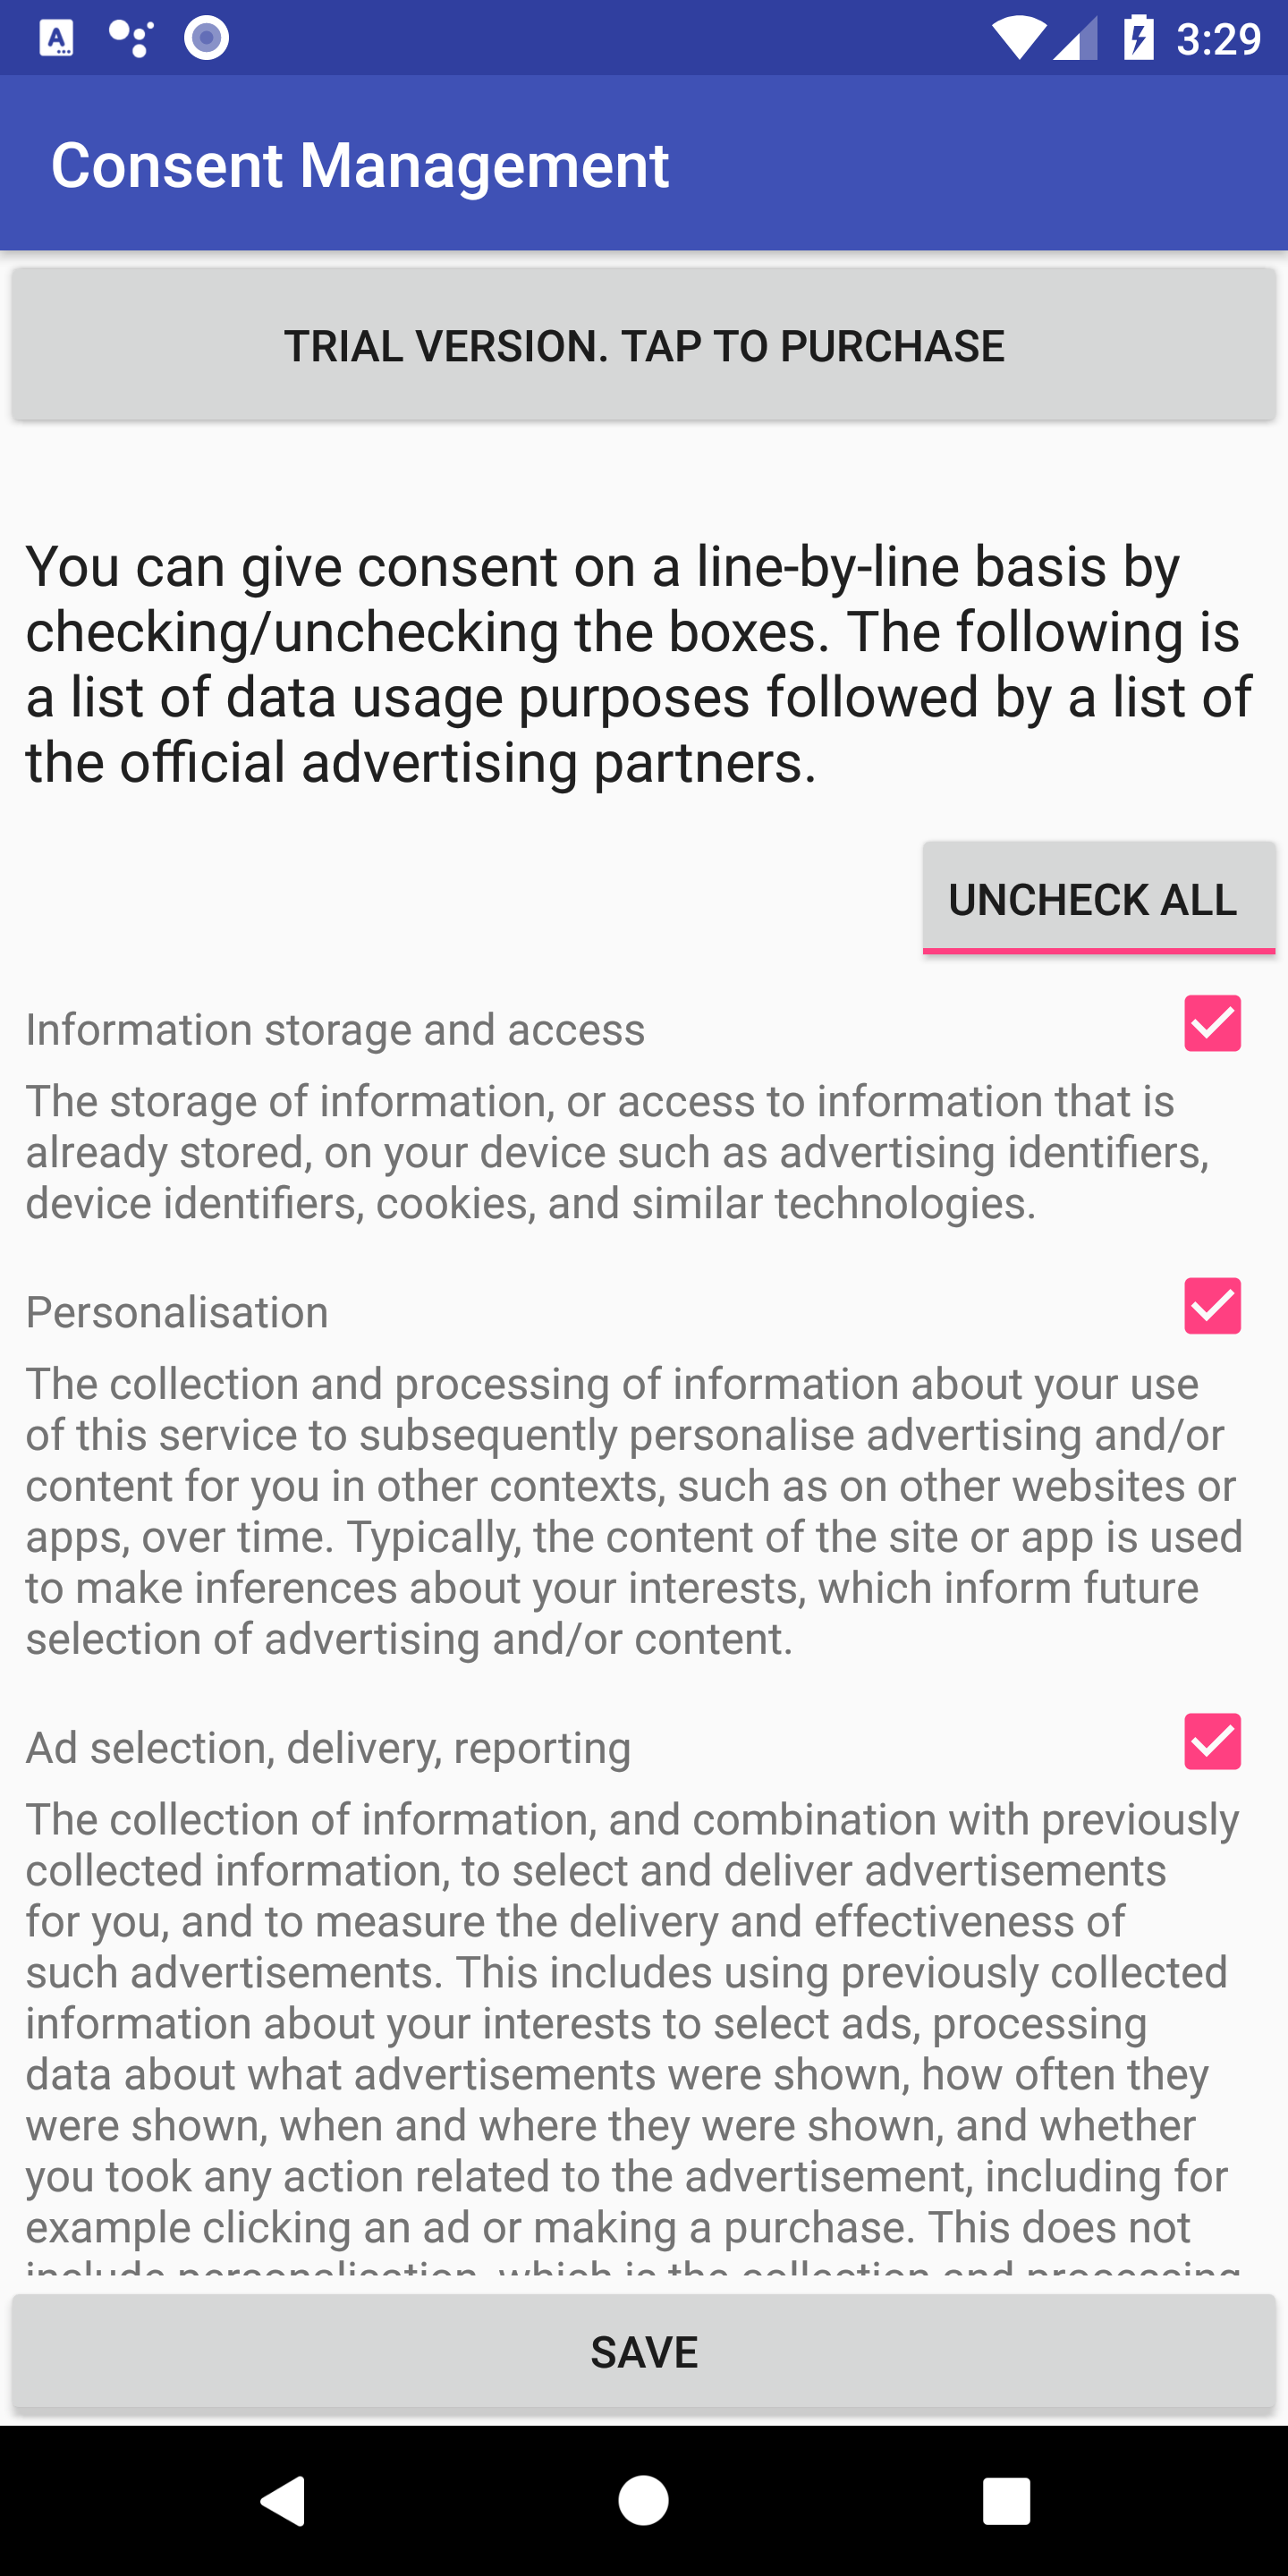 3:29
Consent Management
TRIAL VERSION. TAP TO PURCHASE
You can give consent on a line-by-line basis by
checking/unchecking the boxes. The following is
a list of data usage purposes followed by a list of
the official advertising partners.
UNCHECK ALL
Information storage and access
The storage of information, or access to information that is
already stored, on your device such as advertising identifiers,
device identifiers, cookies, and similar technologies.
Personalisation
The collection and processing of information about your use
of this service to subsequently personalise advertising and/or
content for you in other contexts, such as on other websites or
apps, over time. Typically, the content of the site or app is used
to make inferences about your interests, which inform future
selection of advertising and/or content.
Ad selection, delivery, reporting
The collection of information, and combination with previously
collected information, to select and deliver advertisements
for you, and to measure the delivery and effectiveness of
such advertisements. This includes using previously collected
information about your interests to select ads, processing
data about what advertisements were shown, how often they
were shown, when and where they were shown, and whether
you took any action related to the advertisement, including for
example clicking an ad or making a purchase. This does not
include personalisation, which is the collection and processing
SAVE